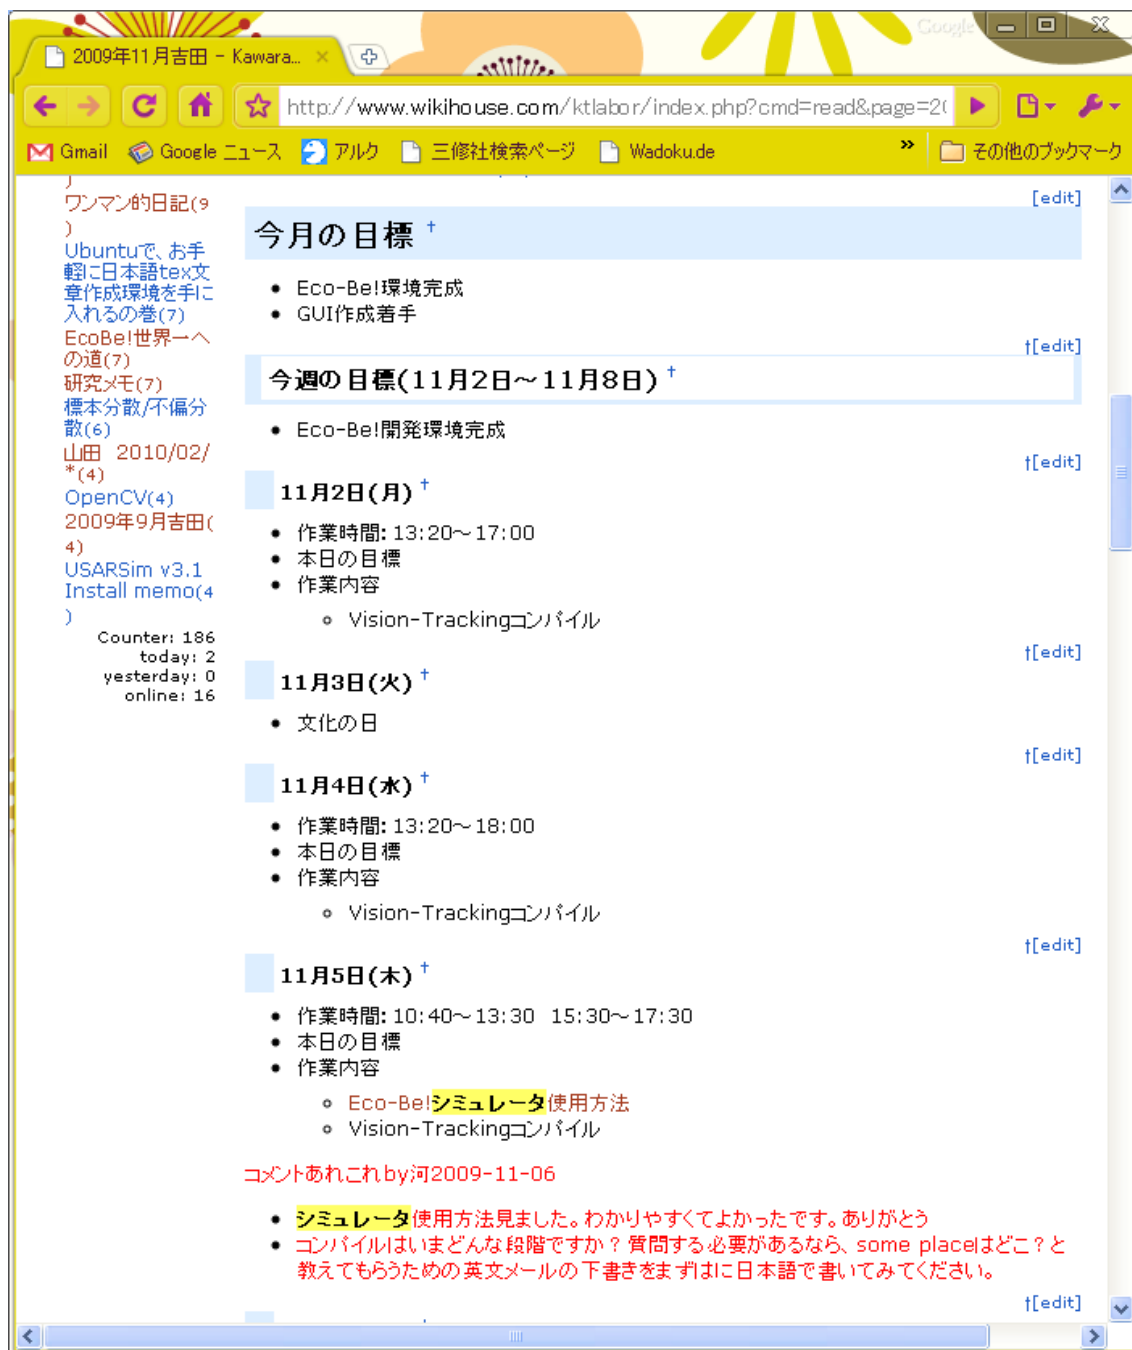 Google
2009年11月吉田 - Kawara...
http://www.wikihouse.com/ktlabor/index.php?cmd=read&page=20
Gmail Google ニュース アルク 三修社検索ページ Wadoku.de » その他のブックマーク
)
ワンマン的日記(9
)
Ubuntuで、お手
軽に日本語tex文
章作成環境を手に
入れるの巻(7)
EcoBe!世界一へ
の道(7)
研究メモ(7)
標本分散/不偏分
散(6)
山田 2010/02/
*(4)
OpenCV(4)
2009年9月吉田(
4)
USARSim v3.1
Install memo(4
)
Counter: 186
today: 2
yesterday: 0
online: 16
[edit]
今月の目標 †
Eco-Be!環境完成
GUI作成着手
†[edit]
今週の目標(11月2日～11月8日) †
Eco-Be!開発環境完成
†[edit]
11月2日(月) †
作業時間: 13:20～17:00
本日の目標
作業内容
Vision-Trackingコンパイル
†[edit]
11月3日(火) †
文化の日
†[edit]
11月4日(水) †
作業時間: 13:20～18:00
本日の目標
作業内容
Vision-Trackingコンパイル
†[edit]
11月5日(木) †
作業時間: 10:40～13:30 15:30～17:30
本日の目標
作業内容
Eco-Be!シミュレータ使用方法
Vision-Trackingコンパイル
コメントあれこれby河2009-11-06
シミュレータ使用方法見ました。わかりやすくてよかったです。ありがとう
コンパイルはいまどんな段階ですか？質問する必要があるなら、some placeはどこ？と
教えてもらうための英文メールの下書きをまずはに日本語で書いてみてください。
†[edit]